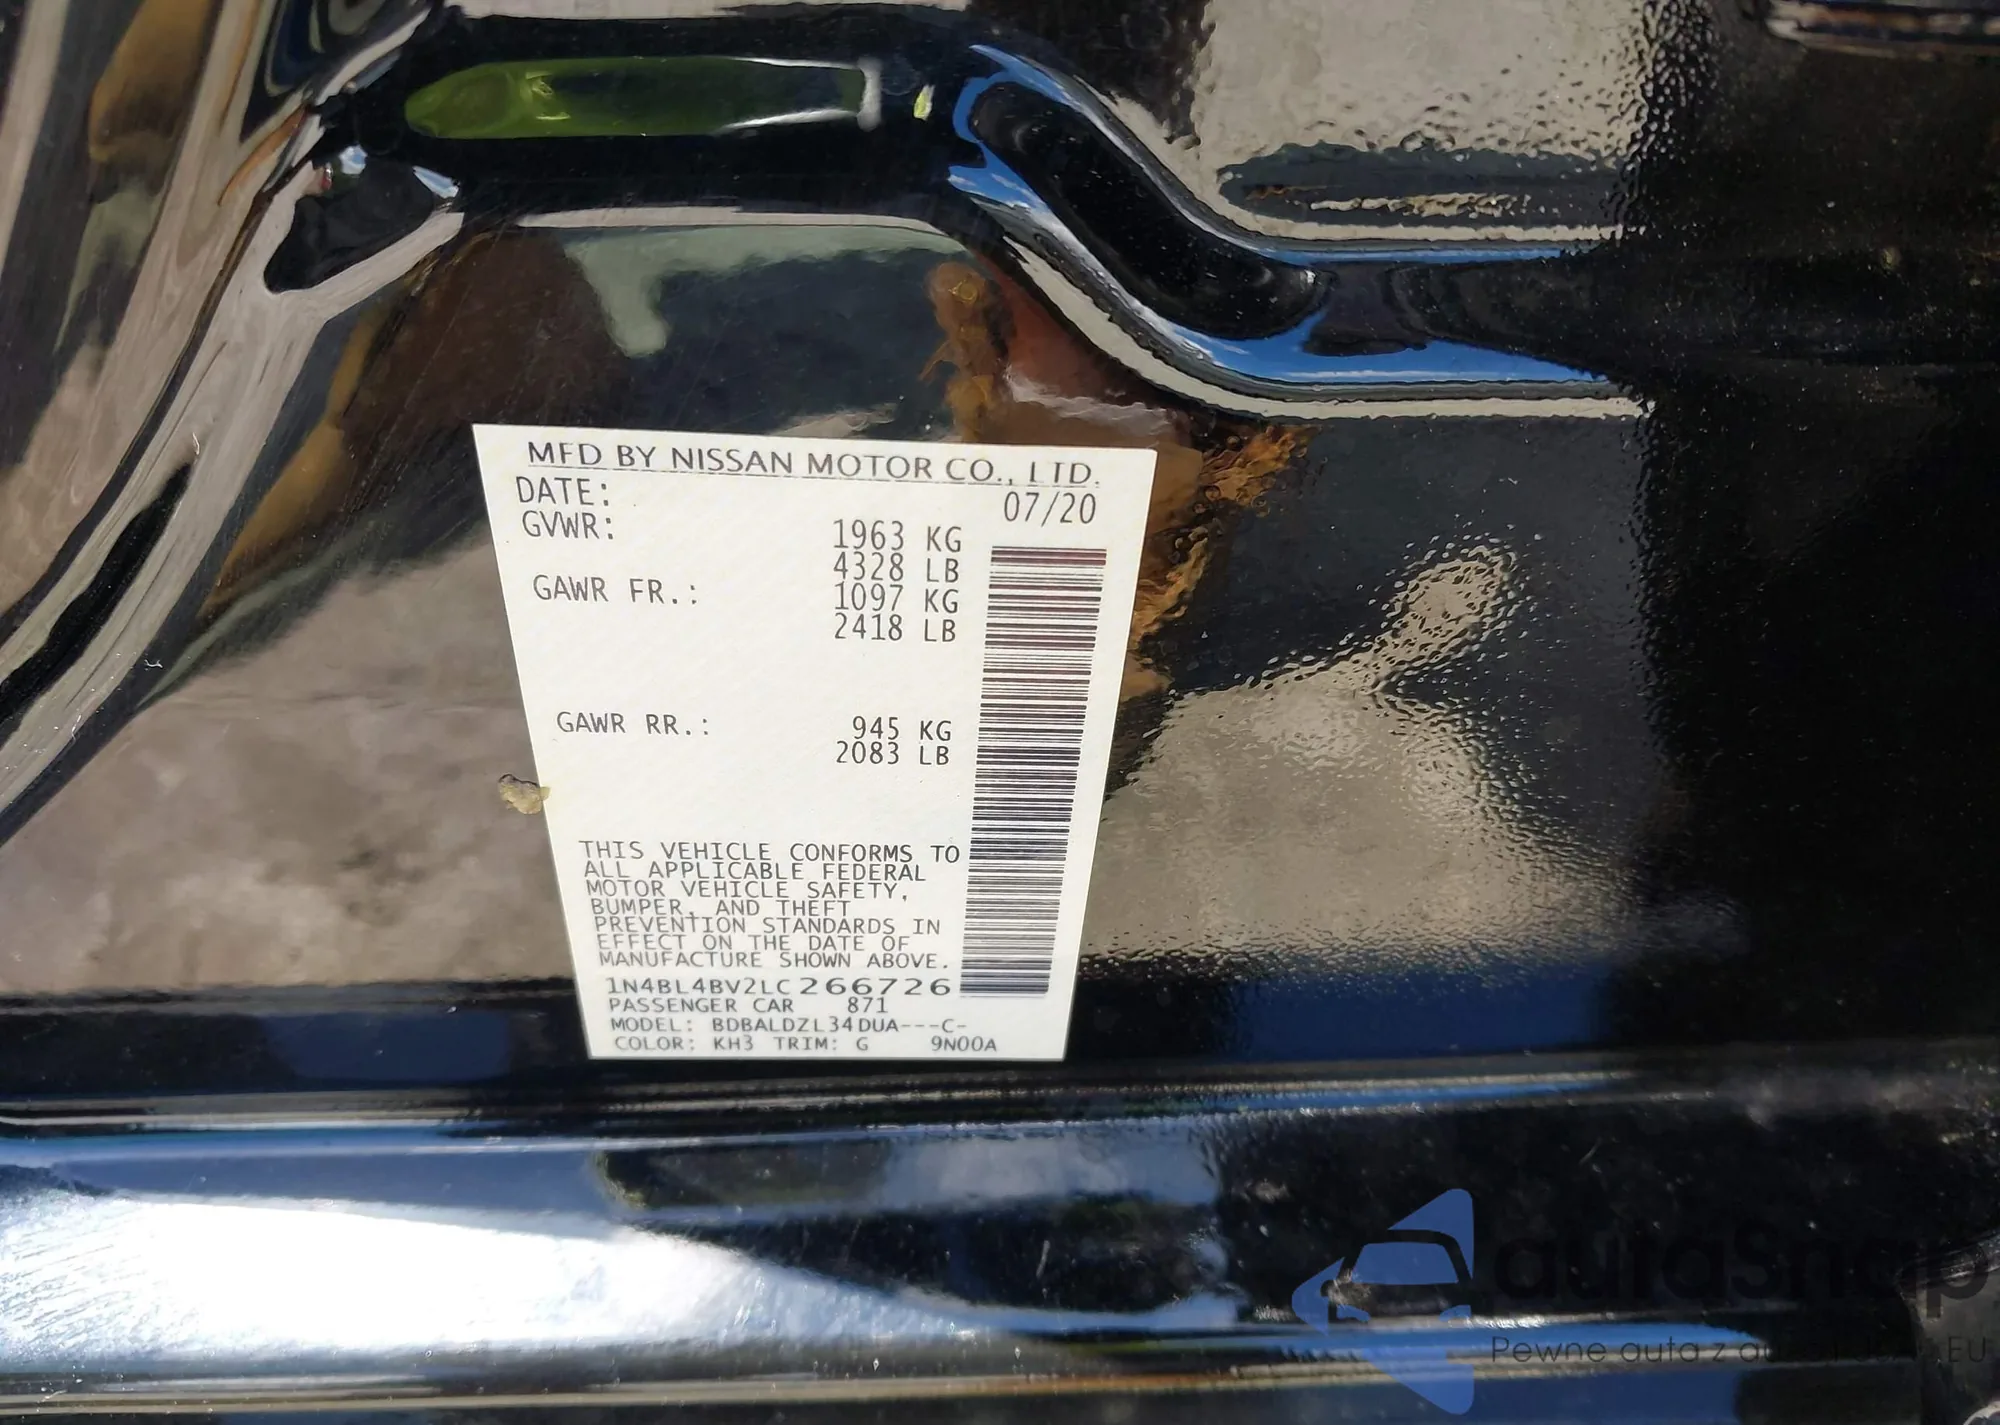 MFD BY NISSAN MOTOR CO., LTD.
DATE: 07/20
GVWR: 1963 KG
4328 LB
GAWR FR.: 1097 KG
2418 LB
GAWR RR.: 945 KG
2083 LB
THIS VEHICLE CONFORMS TO
ALL APPLICABLE FEDERAL
MOTOR VEHICLE SAFETY,
BUMPER, AND THEFT
PREVENTION STANDARDS IN
EFFECT ON THE DATE OF
MANUFACTURE SHOWN ABOVE.
1N4BL4BV2LC266726
PASSENGER CAR 871
MODEL: BDBALDZL34DUA---C-
COLOR: KH3 TRIM: G 9N00A
autaSnap
Pewne auta z EU